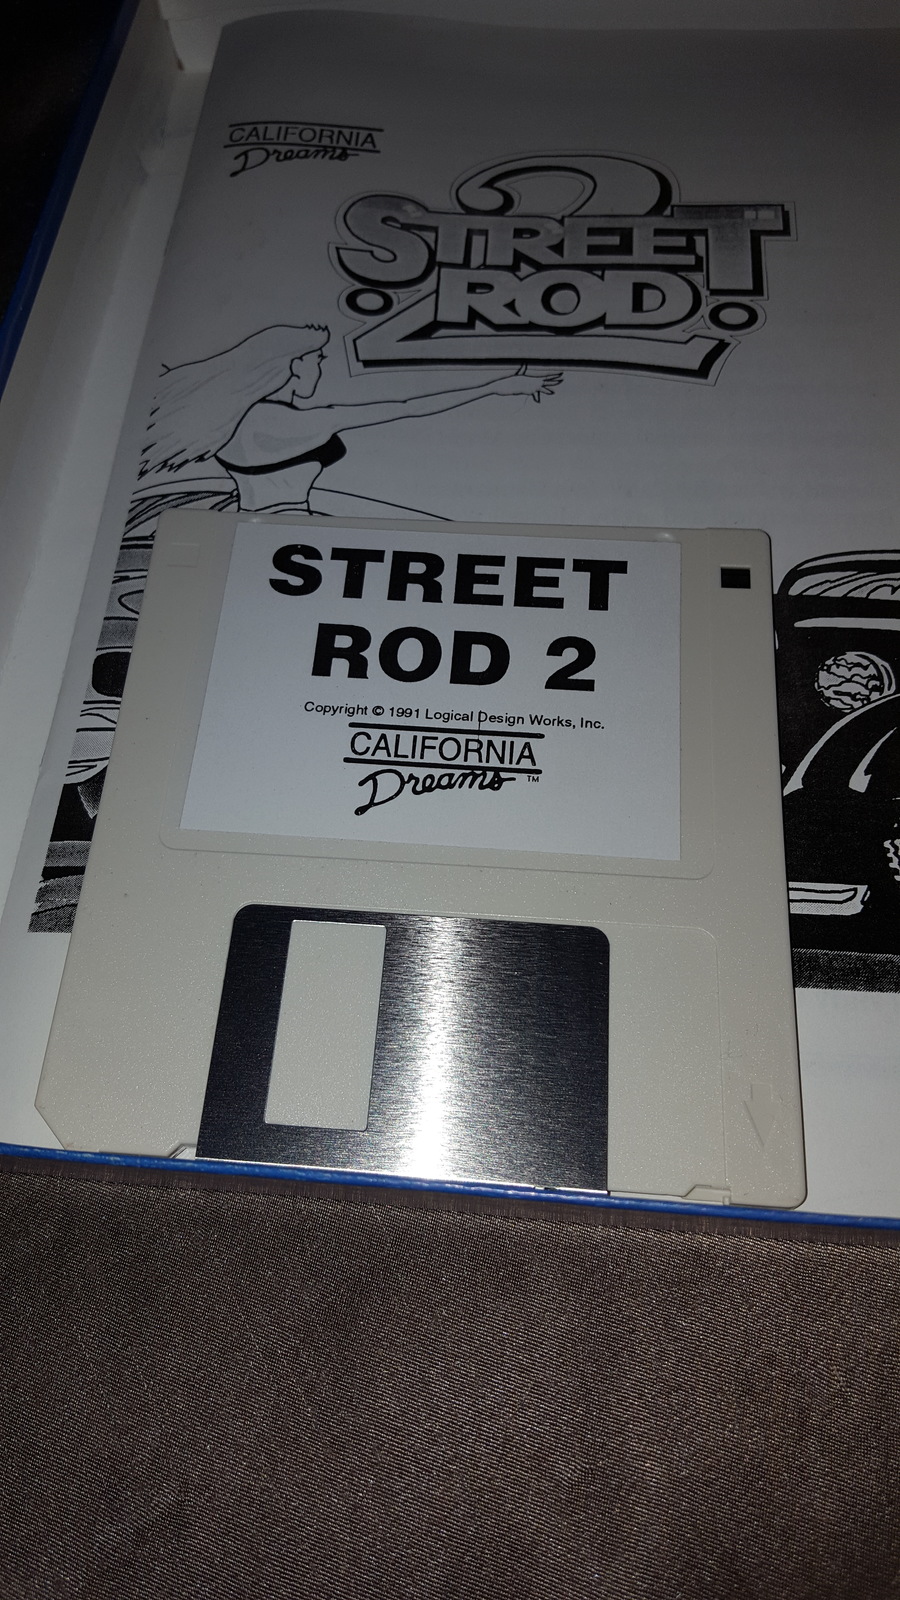 CALIFORNIA
Dreams
2
STREET
ROD
STREET
ROD 2
Copyright © 1991 Logical Design Works, Inc.
CALIFORNIA
Dreams ™